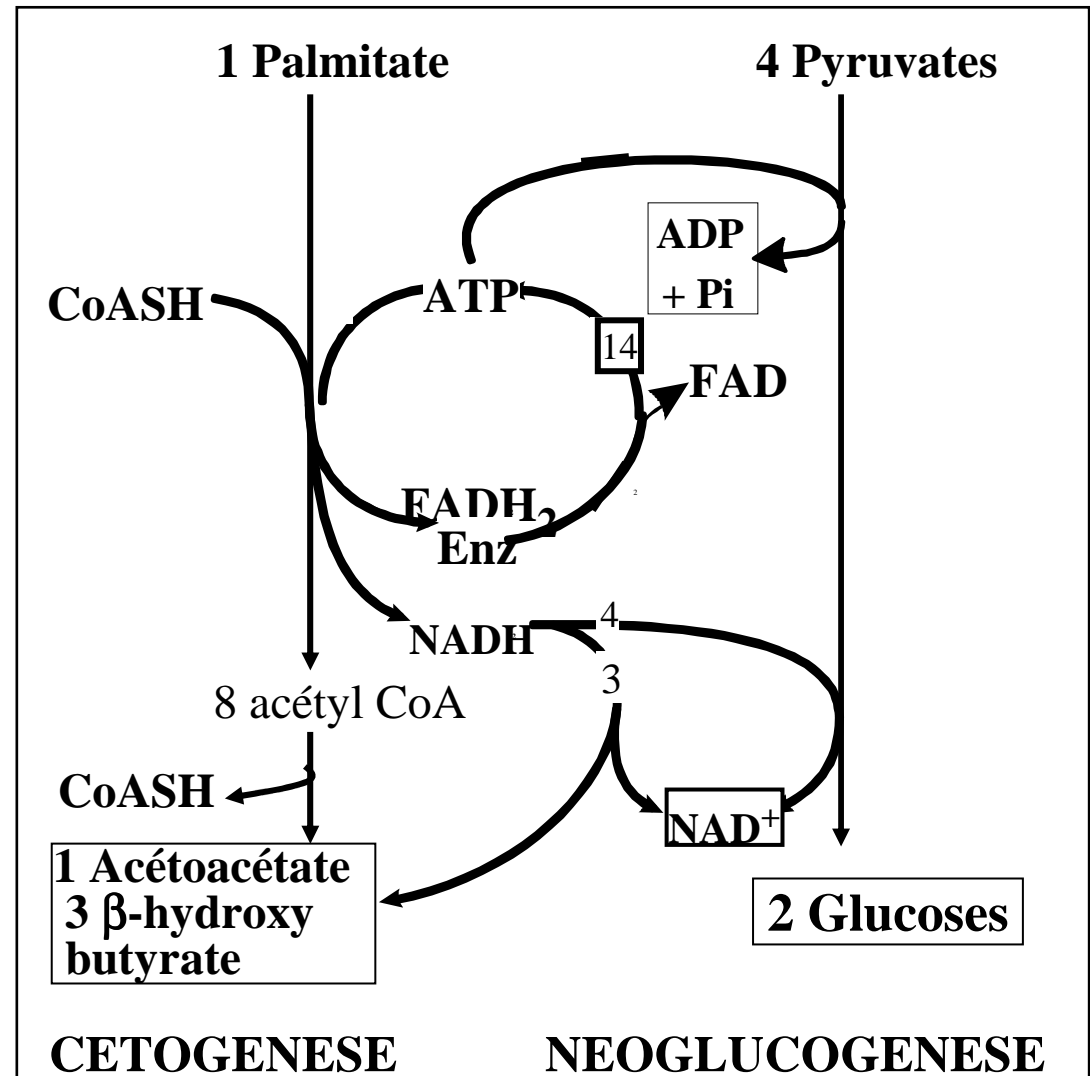 1 Palmitate
4 Pyruvates
ADP
+ Pi
CoASH
ATP
14
FAD
FADH2
Enz
2
NADH
4
3
8 acétyl CoA
CoASH
NAD+
1 Acétoacétate
3 β-hydroxy
butyrate
2 Glucoses
CETOGENESE
NEOGLUCOGENESE